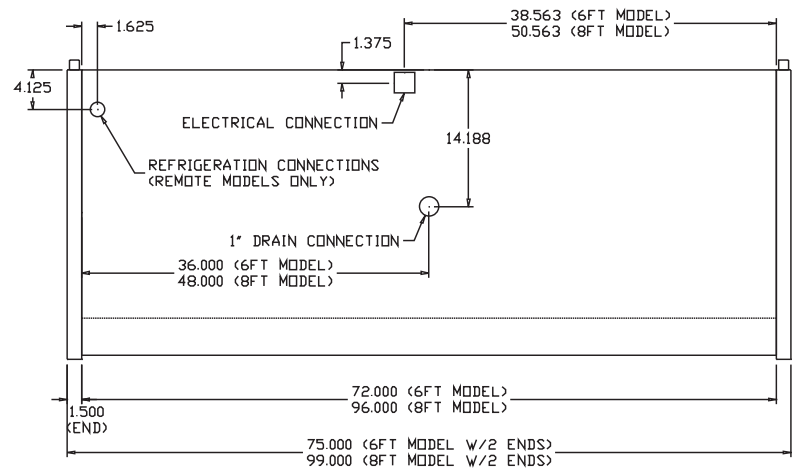 38.563 (6FT MODEL)
50.563 (8FT MODEL)
1.625
1.375
4.125
ELECTRICAL CONNECTION
14.188
REFRIGERATION CONNECTIONS
(REMOTE MODELS ONLY)
1" DRAIN CONNECTION
36.000 (6FT MODEL)
48.000 (8FT MODEL)
72.000 (6FT MODEL)
96.000 (8FT MODEL)
1.500
(END)
75.000 (6FT MODEL W/2 ENDS)
99.000 (8FT MODEL W/2 ENDS)